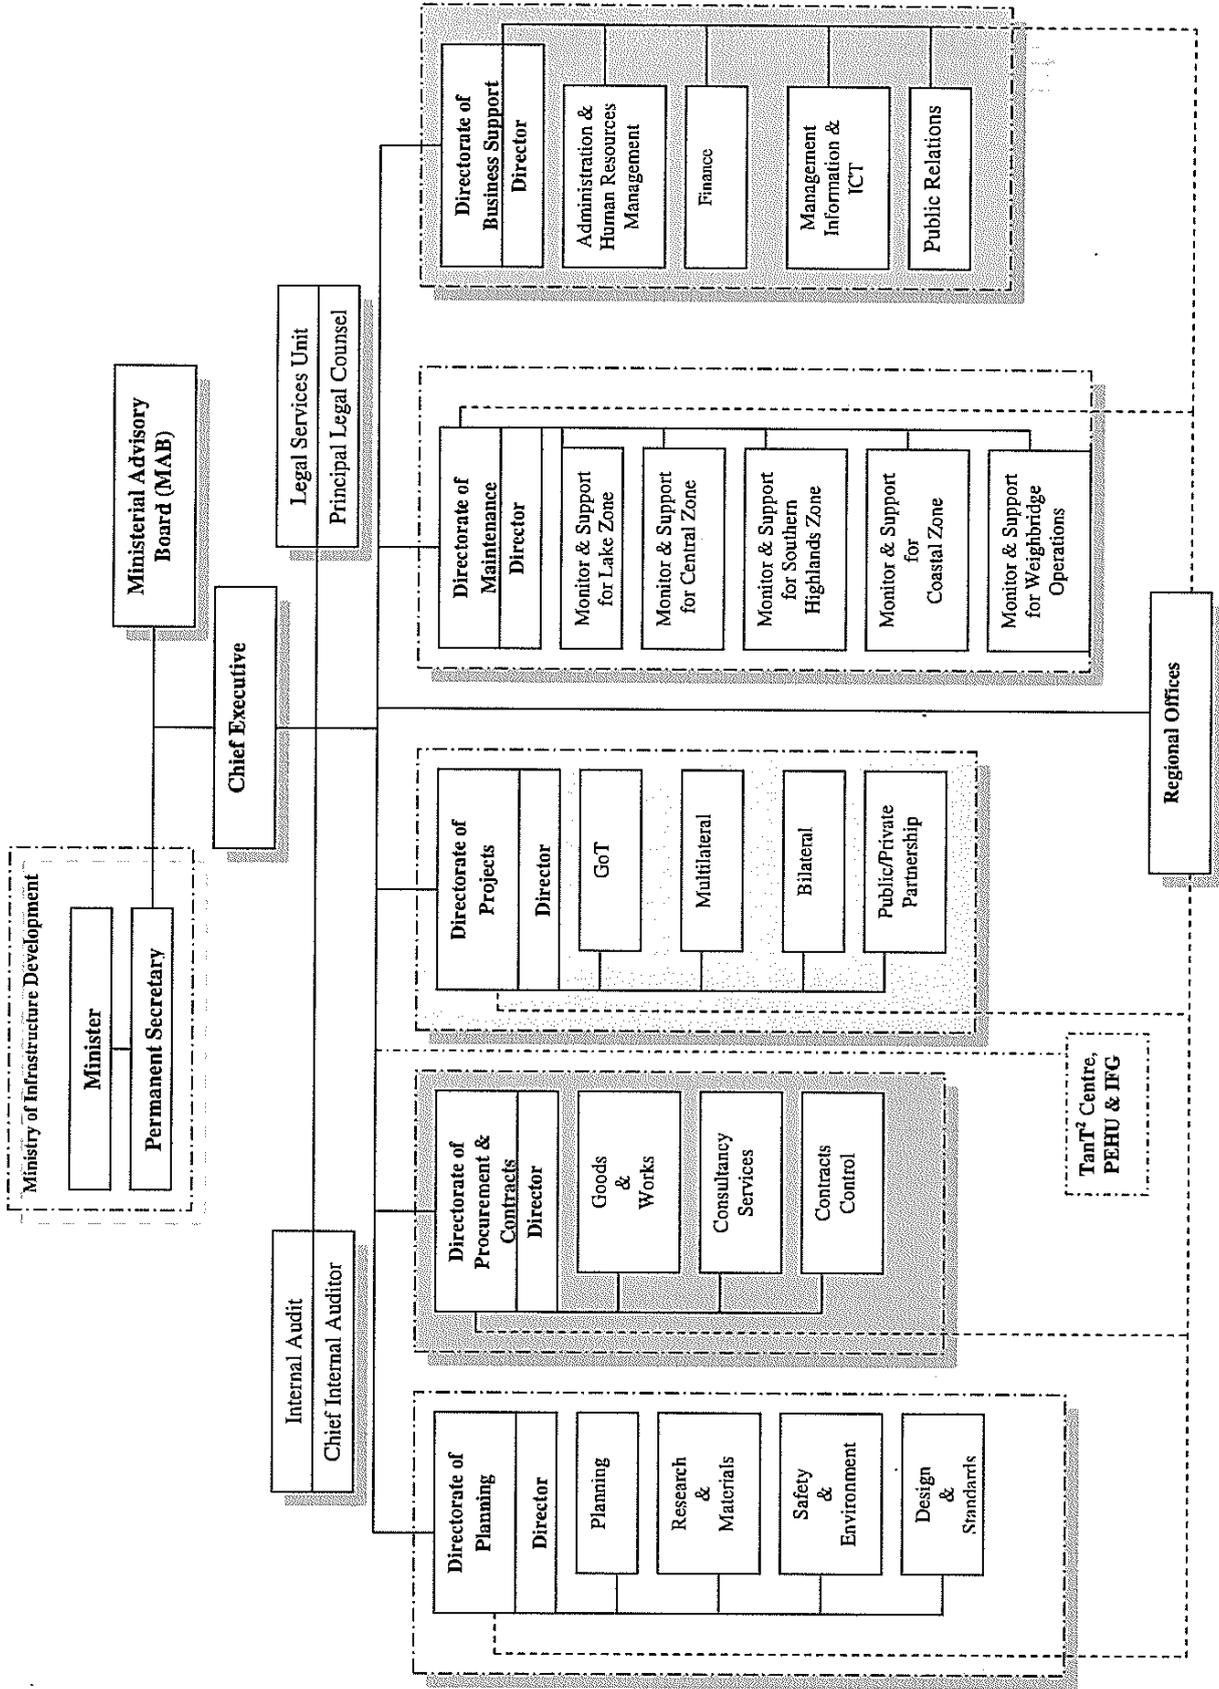 Ministry of Infrastructure Development
Minister
Permanent Secretary
Ministerial Advisory
Board (MAB)
Chief Executive
Internal Audit
Chief Internal Auditor
Legal Services Unit
Principal Legal Counsel
Directorate of
Planning
Director
Planning
Research
&
Materials
Safety
&
Environment
Design
&
Standards
Directorate of
Procurement &
Contracts
Director
Goods
&
Works
Consultancy
Services
Contracts
Control
Directorate of
Projects
Director
GoT
Multilateral
Bilateral
Public/Private
Partnership
Directorate of
Maintenance
Director
Monitor & Support
for Lake Zone
Monitor & Support
for Central Zone
Monitor & Support
for Southern
Highlands Zone
Monitor & Support
for
Coastal Zone
Monitor & Support
for Weighbridge
Operations
Directorate of
Business Support
Director
Administration &
Human Resources
Management
Finance
Management
Information &
ICT
Public Relations
TanT² Centre,
PEHU & IFG
Regional Offices